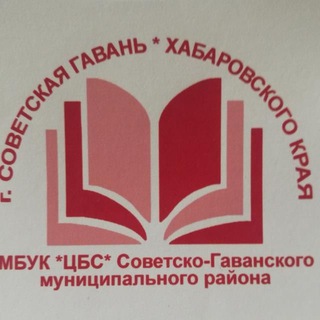 г. СОВЕТСКАЯ ГАВАНЬ * ХАБАРОВСКОГО КРАЯ
МБУК *ЦБС* Советско-Гаванского
муниципального района